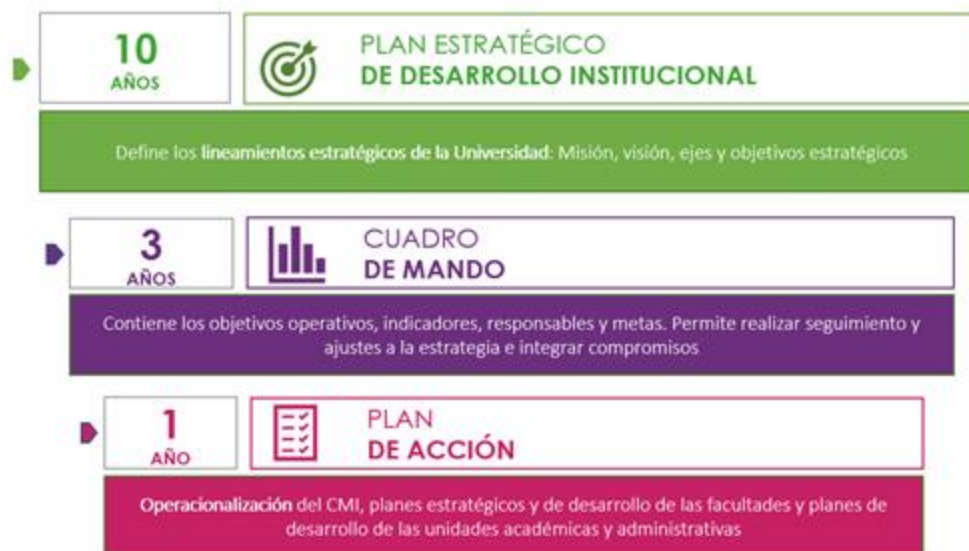 10
AÑOS
PLAN ESTRATÉGICO
DE DESARROLLO INSTITUCIONAL
Define los lineamientos estratégicos de la Universidad: Misión, visión, ejes y objetivos estratégicos
3
AÑOS
CUADRO
DE MANDO
Contiene los objetivos operativos, indicadores, responsables y metas. Permite realizar seguimiento y
ajustes a la estrategia e integrar compromisos
1
AÑO
PLAN
DE ACCIÓN
Operacionalización del CMI, planes estratégicos y de desarrollo de las facultades y planes de
desarrollo de las unidades académicas y administrativas